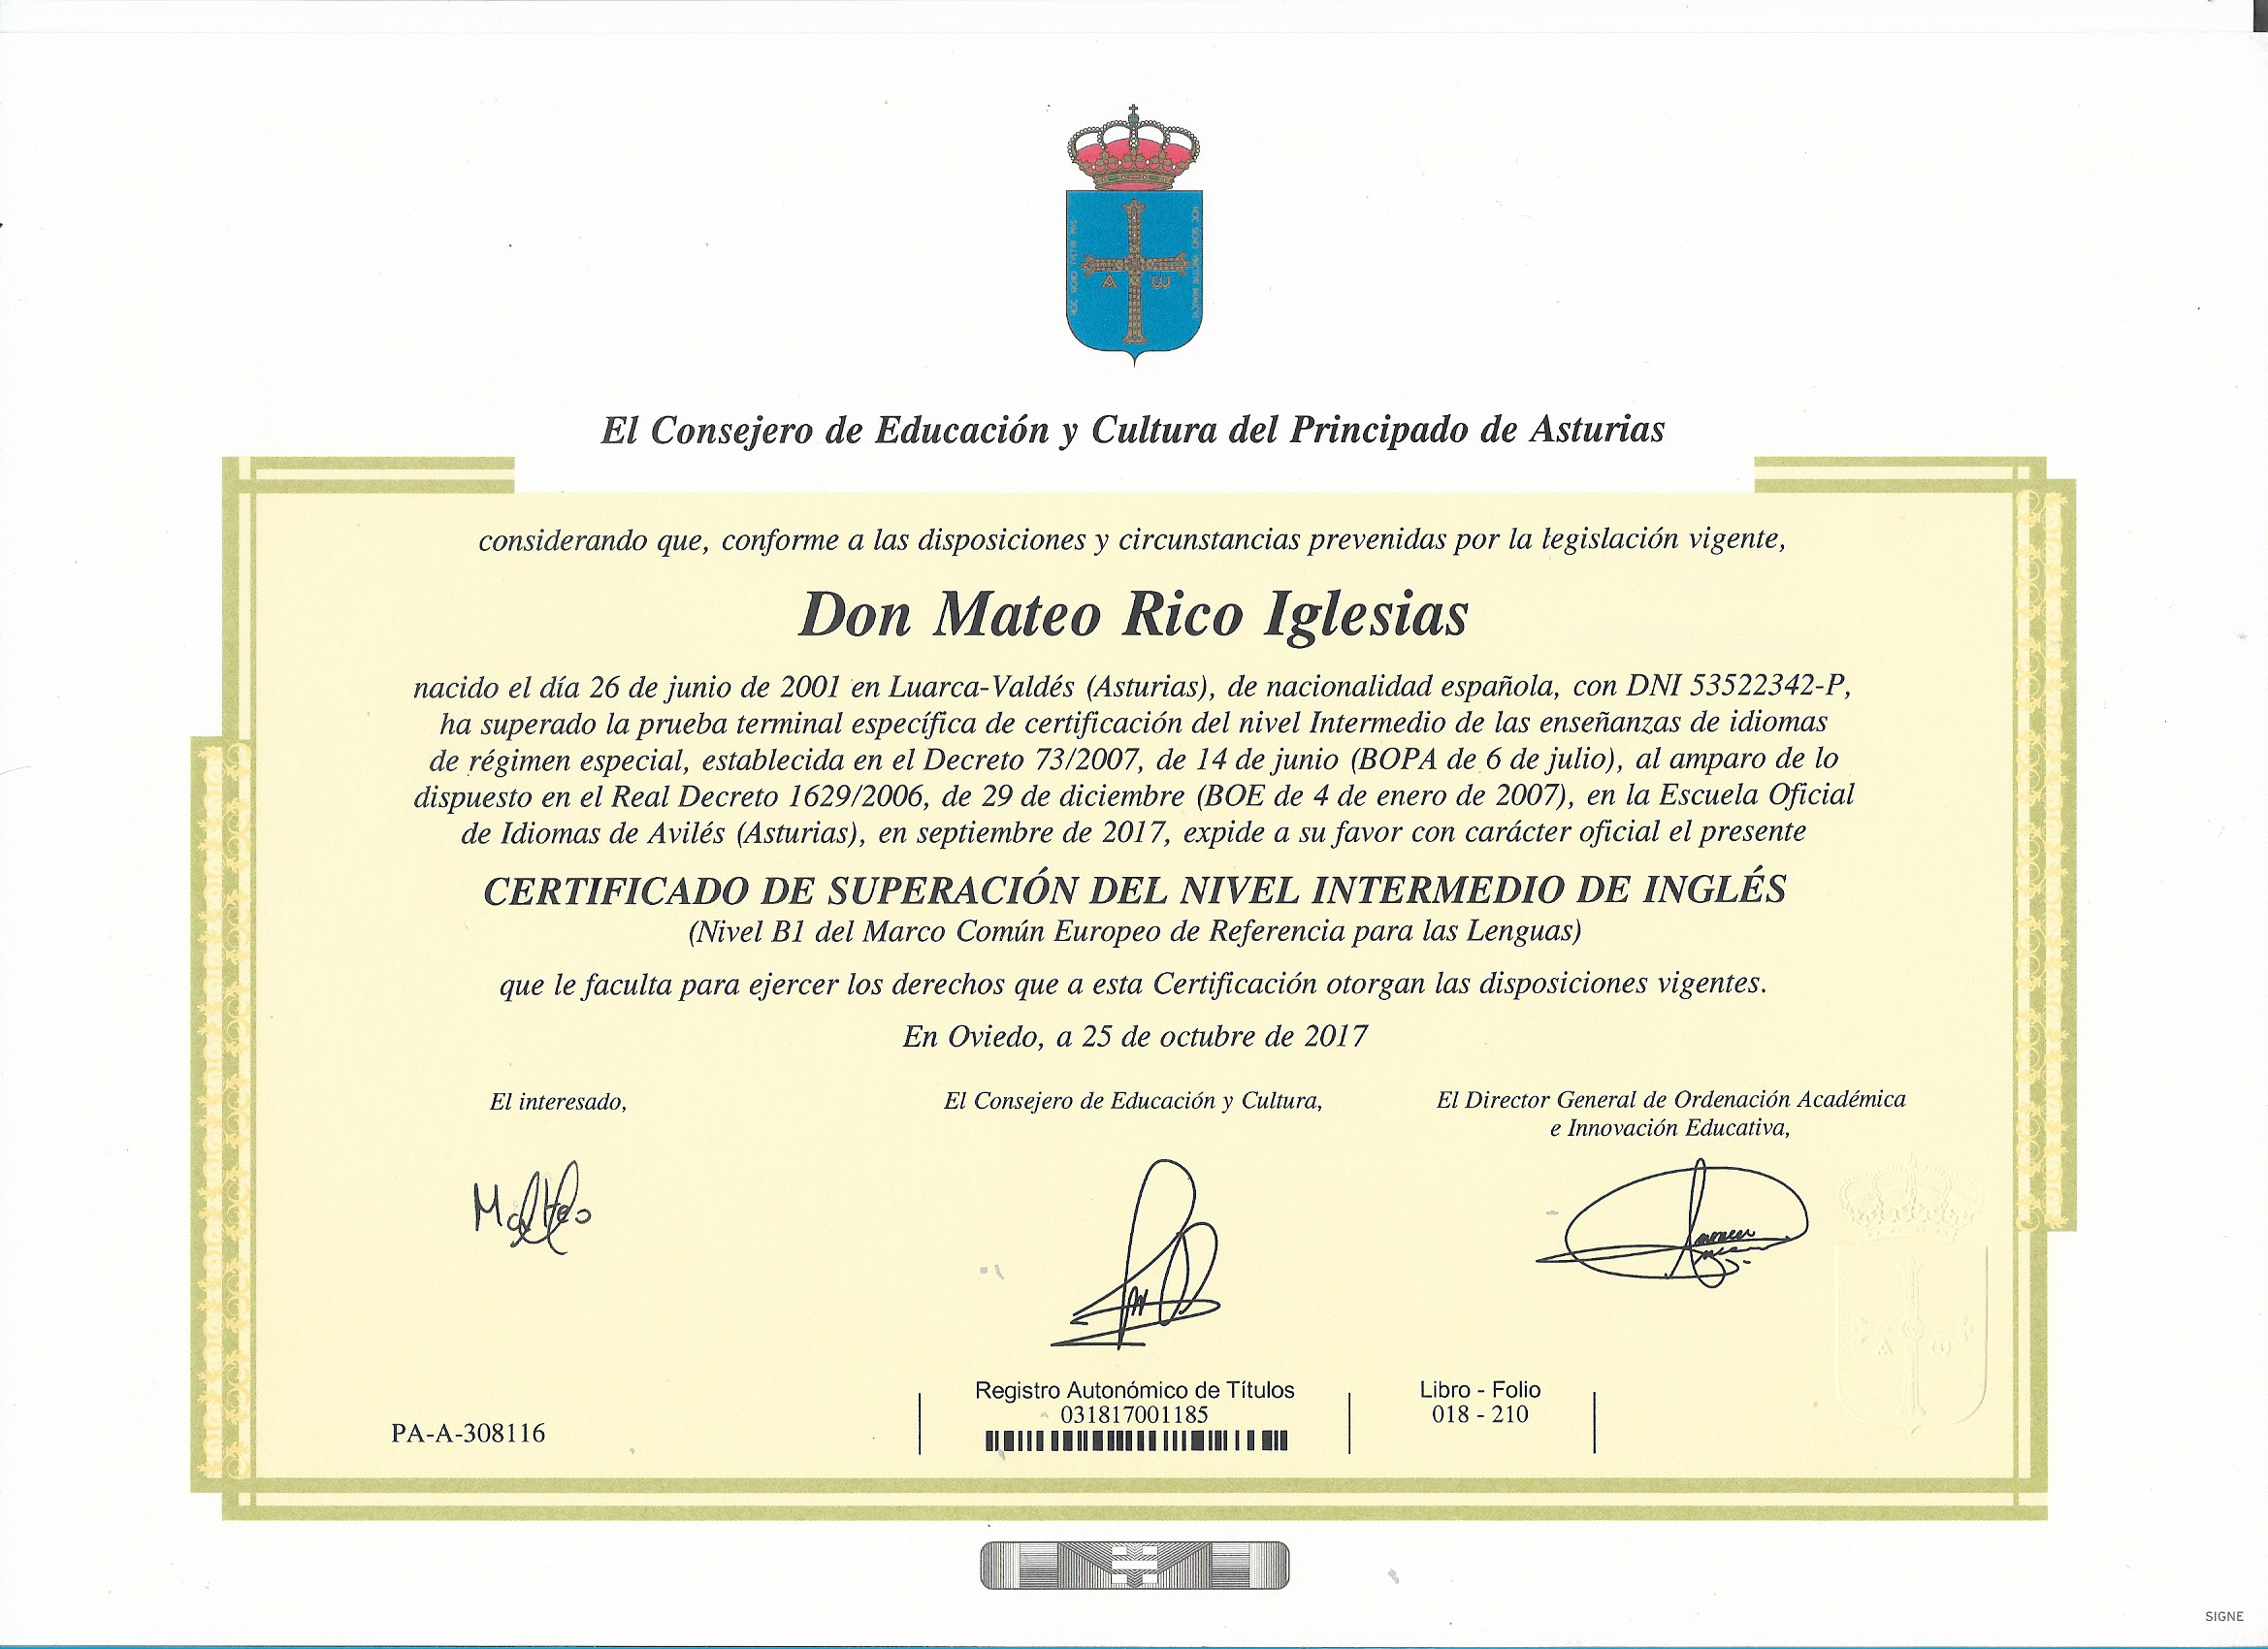 El Consejero de Educación y Cultura del Principado de Asturias
considerando que, conforme a las disposiciones y circunstancias prevenidas por la legislación vigente,
Don Mateo Rico Iglesias
nacido el día 26 de junio de 2001 en Luarca-Valdés (Asturias), de nacionalidad española, con DNI 53522342-P,
ha superado la prueba terminal específica de certificación del nivel Intermedio de las enseñanzas de idiomas
de régimen especial, establecida en el Decreto 73/2007, de 14 de junio (BOPA de 6 de julio), al amparo de lo
dispuesto en el Real Decreto 1629/2006, de 29 de diciembre (BOE de 4 de enero de 2007), en la Escuela Oficial
de Idiomas de Avilés (Asturias), en septiembre de 2017, expide a su favor con carácter oficial el presente
CERTIFICADO DE SUPERACIÓN DEL NIVEL INTERMEDIO DE INGLÉS
(Nivel B1 del Marco Común Europeo de Referencia para las Lenguas)
que le faculta para ejercer los derechos que a esta Certificación otorgan las disposiciones vigentes.
En Oviedo, a 25 de octubre de 2017
El interesado,
El Consejero de Educación y Cultura,
El Director General de Ordenación Académica
e Innovación Educativa,
Mateo
Registro Autonómico de Títulos
031817001185
Libro - Folio
018 - 210
PA-A-308116
SIGNE